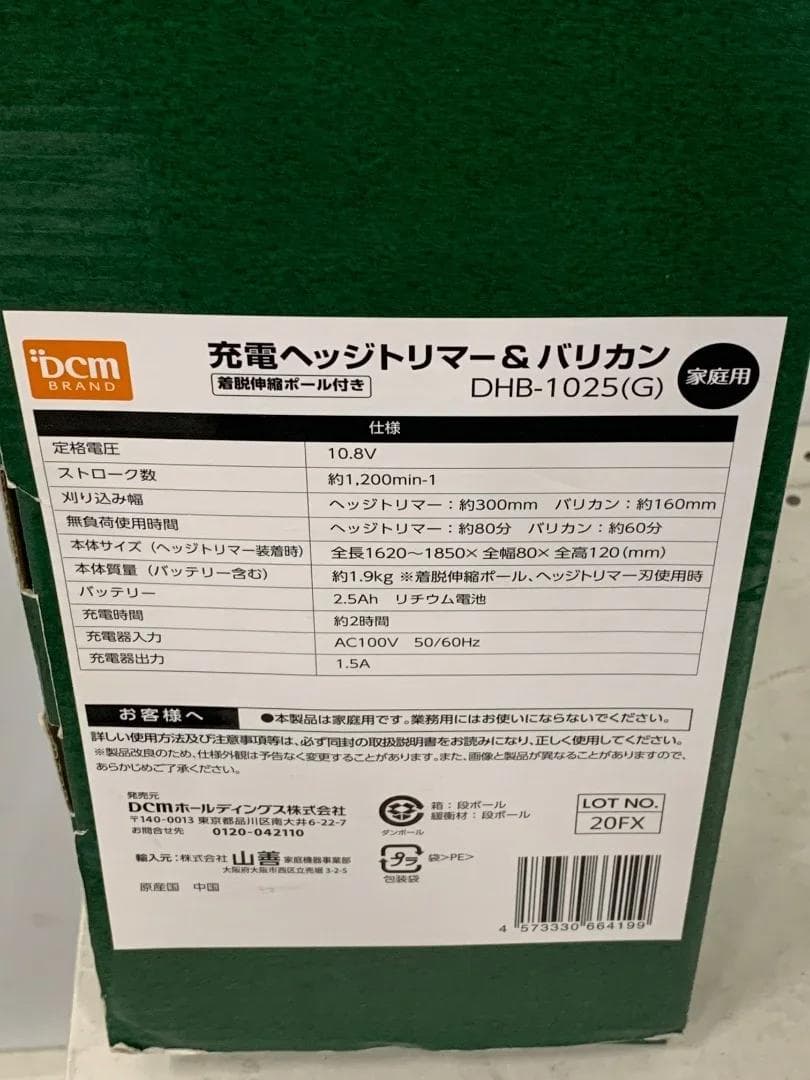 DCM
BRAND
充電ヘッジトリマー&バリカン
着脱伸縮ポール付き
DHB-1025(G)
家庭用
仕様
定格電圧 10.8V
ストローク数 約1,200min-1
刈り込み幅 ヘッジトリマー：約300mm バリカン：約160mm
無負荷使用時間 ヘッジトリマー：約80分 バリカン：約60分
本体サイズ（ヘッジトリマー装着時） 全長1620～1850×全幅80×全高120(mm)
本体質量（バッテリー含む） 約1.9kg ※着脱伸縮ポール、ヘッジトリマー刃使用時
バッテリー 2.5Ah リチウム電池
充電時間 約2時間
充電器入力 AC100V 50/60Hz
充電器出力 1.5A
お客様へ ●本製品は家庭用です。業務用にはお使いにならないでください。
詳しい使用方法及び注意事項等は、必ず同封の取扱説明書をお読みになり、正しく使用してください。
※製品改良のため、仕様外観は予告なく変更することがあります。また、画像と製品が異なることがありますので、
あらかじめご了承ください。
発売元
DCMホールディングス株式会社
〒140-0013 東京都品川区南大井6-22-7
お問合せ先 0120-042110
輸入元：株式会社 山善 家庭機器事業部
大阪府大阪市西区立売堀 3-2-5
原産国 中国
ダンボール
箱：段ボール
緩衝材：段ボール
プラ
袋>PE>
包装袋
LOT NO.
20FX
4 573330 664199